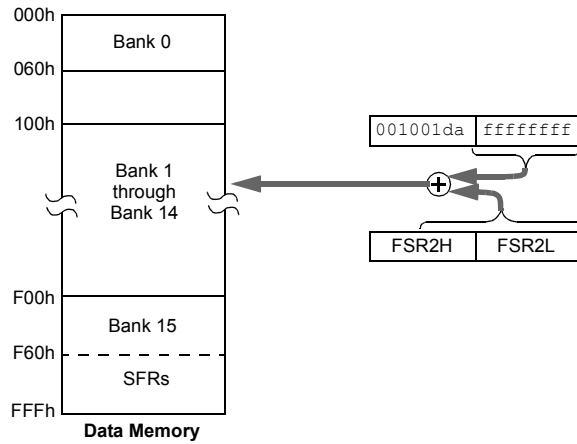 000h
Bank 0
060h
100h
001001da ffffffff
Bank 1
through
Bank 14
FSR2H FSR2L
F00h
Bank 15
F60h
SFRs
FFFh
Data Memory